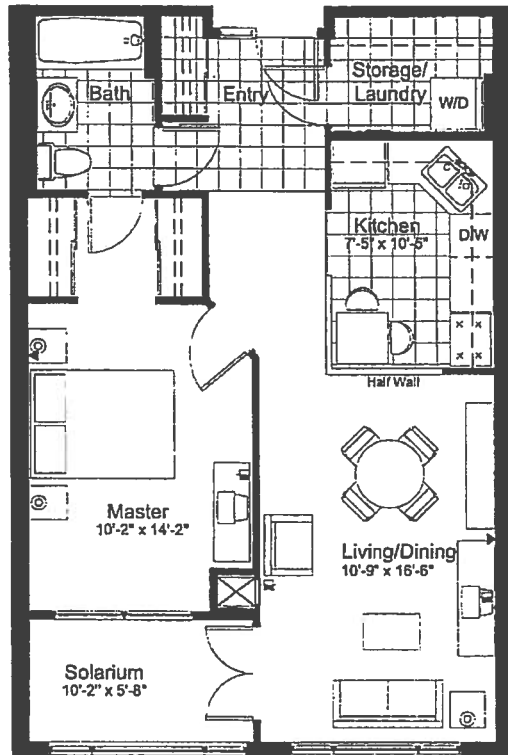 Bath
Entry
Storage/
Laundry
W/D
Kitchen
7'-5" x 10'-5"
D/W
Half Wall
Master
10'-2" x 14'-2"
Living/Dining
10'-9" x 16'-6"
Solarium
10'-2" x 5'-8"